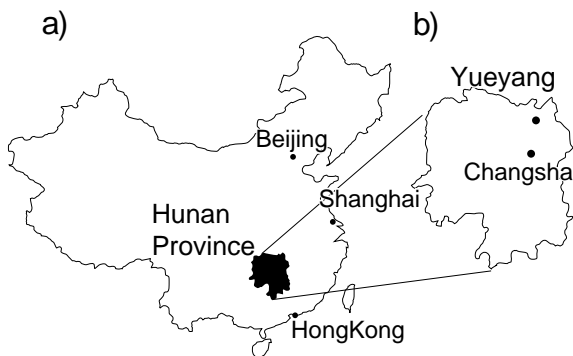 a)
b)
Yueyang
Beijing
Changsha
Shanghai
Hunan
Province
HongKong